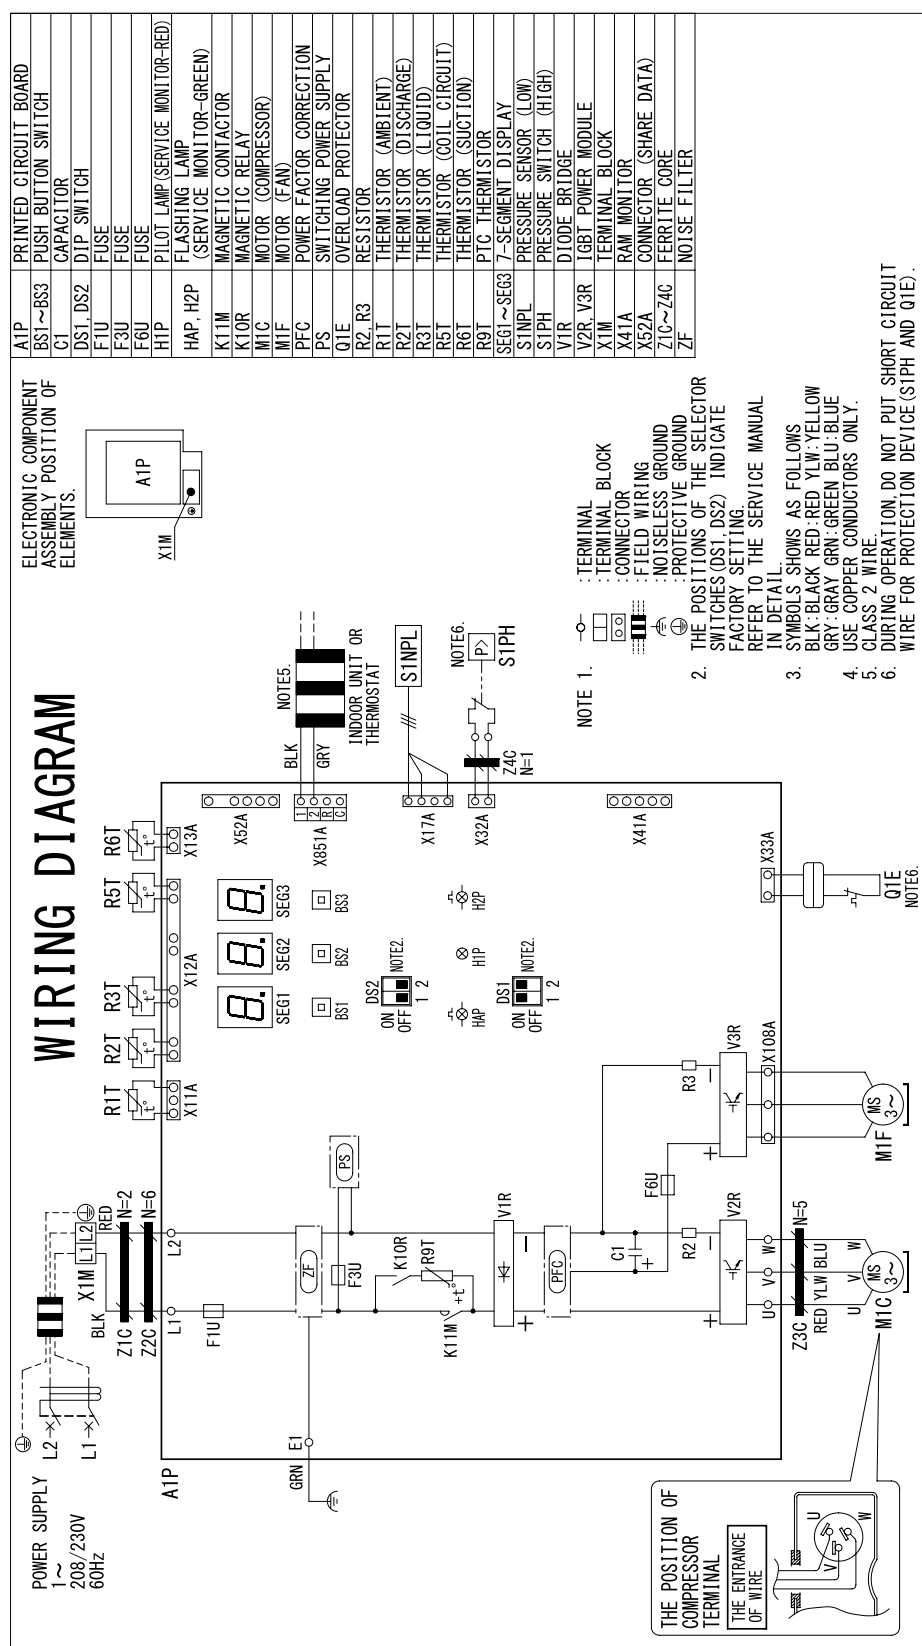 WIRING DIAGRAM
POWER SUPPLY
1~
208/230V
60Hz
L2
L1
X1M
L1 L2
BLK
RED
Z1C
N=2
Z2C
N=6
L1
L2
A1P
F1U
GRN
E1
ZF
F3U
PS
K10R
R9T
K11M
+t°
V1R
+
-
PFC
C1
+
F6U
R2
R3
+
-
V2R
+
-
V3R
X108A
U
V
W
Z3C
N=5
RED YLW BLU
U
V
W
MS
3~
M1C
MS
3~
M1F
R1T
t°
X11A
R2T
t°
R3T
t°
X12A
R5T
t°
R6T
t°
X13A
SEG1
SEG2
SEG3
BS1
BS2
BS3
DS2
ON
OFF
1 2
NOTE2.
HAP
H1P
H2P
DS1
ON
OFF
1 2
NOTE2.
X52A
1
2
R
C
X851A
BLK
GRY
NOTE5.
INDOOR UNIT OR
THERMOSTAT
X17A
S1NPL
X32A
Z4C
N=1
NOTE6.
P>
S1PH
X41A
X33A
Q1E
NOTE6.
THE POSITION OF
COMPRESSOR
TERMINAL
THE ENTRANCE
OF WIRE
U
V
W
ELECTRONIC COMPONENT
ASSEMBLY POSITION OF
ELEMENTS.
A1P
X1M
NOTE 1.
:TERMINAL
:TERMINAL BLOCK
:CONNECTOR
:FIELD WIRING
:NOISELESS GROUND
:PROTECTIVE GROUND
2. THE POSITIONS OF THE SELECTOR
SWITCHES(DS1,DS2) INDICATE
FACTORY SETTING.
REFER TO THE SERVICE MANUAL
IN DETAIL.
3. SYMBOLS SHOWS AS FOLLOWS
BLK:BLACK RED:RED YLW:YELLOW
GRY:GRAY GRN:GREEN BLU:BLUE
4. USE COPPER CONDUCTORS ONLY.
5. CLASS 2 WIRE.
6. DURING OPERATION,DO NOT PUT SHORT CIRCUIT
WIRE FOR PROTECTION DEVICE(S1PH AND Q1E).
A1P PRINTED CIRCUIT BOARD
BS1~BS3 PUSH BUTTON SWITCH
C1 CAPACITOR
DS1,DS2 DIP SWITCH
F1U FUSE
F3U FUSE
F6U FUSE
H1P PILOT LAMP(SERVICE MONITOR-RED)
HAP,H2P FLASHING LAMP
(SERVICE MONITOR-GREEN)
K11M MAGNETIC CONTACTOR
K10R MAGNETIC RELAY
M1C MOTOR (COMPRESSOR)
M1F MOTOR (FAN)
PFC POWER FACTOR CORRECTION
PS SWITCHING POWER SUPPLY
Q1E OVERLOAD PROTECTOR
R2,R3 RESISTOR
R1T THERMISTOR (AMBIENT)
R2T THERMISTOR (DISCHARGE)
R3T THERMISTOR (LIQUID)
R5T THERMISTOR (COIL CIRCUIT)
R6T THERMISTOR (SUCTION)
R9T PTC THERMISTOR
SEG1~SEG3 7-SEGMENT DISPLAY
S1NPL PRESSURE SENSOR (LOW)
S1PH PRESSURE SWITCH (HIGH)
V1R DIODE BRIDGE
V2R,V3R IGBT POWER MODULE
X1M TERMINAL BLOCK
X41A RAM MONITOR
X52A CONNECTOR (SHARE DATA)
Z1C~Z4C FERRITE CORE
ZF NOISE FILTER